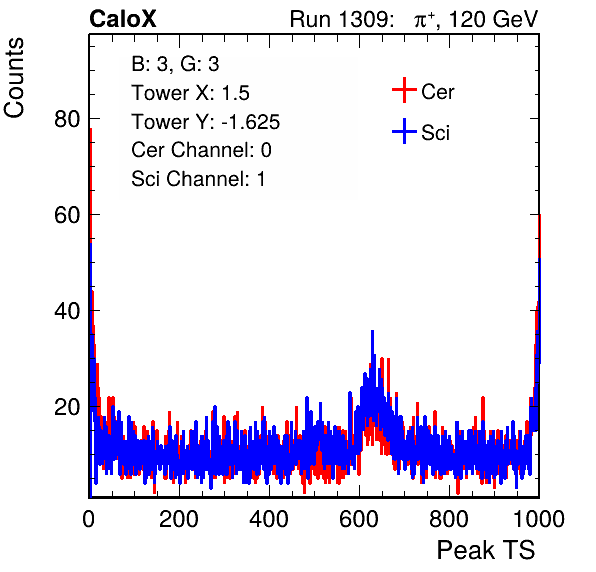 CaloX Run 1309: π⁺, 120 GeV
Counts
B: 3, G: 3
Tower X: 1.5
Tower Y: -1.625
Cer Channel: 0
Sci Channel: 1
Cer
Sci
80
60
40
20
0 200 400 600 800 1000
Peak TS